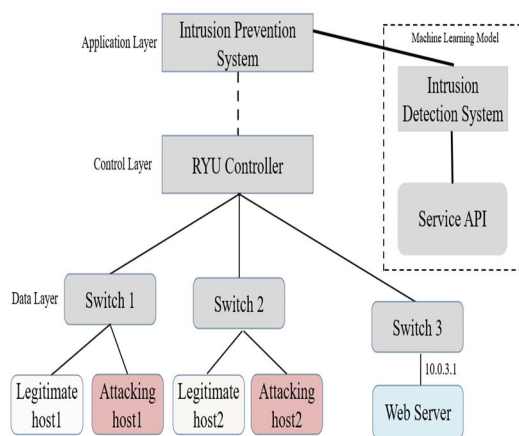 Application Layer
Intrusion Prevention
System
Machine Learning Model
Intrusion
Detection System
Control Layer
RYU Controller
Service API
Data Layer
Switch 1
Switch 2
Switch 3
10.0.3.1
Legitimate
host1
Attacking
host1
Legitimate
host2
Attacking
host2
Web Server